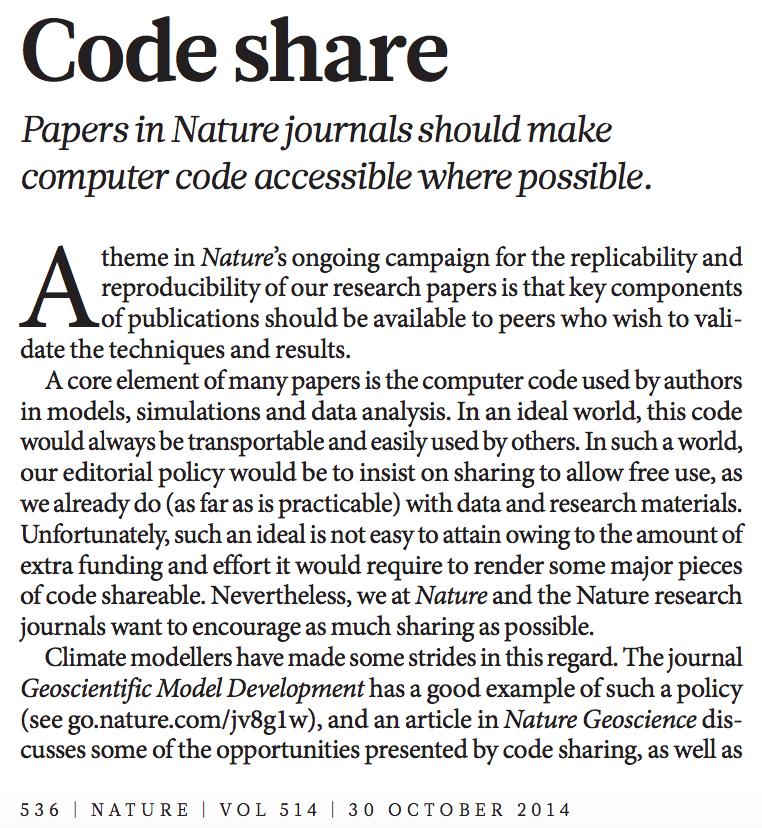 Code share
Papers in Nature journals should make
computer code accessible where possible.
A theme in Nature's ongoing campaign for the replicability and
reproducibility of our research papers is that key components
of publications should be available to peers who wish to vali-
date the techniques and results.
A core element of many papers is the computer code used by authors
in models, simulations and data analysis. In an ideal world, this code
would always be transportable and easily used by others. In such a world,
our editorial policy would be to insist on sharing to allow free use, as
we already do (as far as is practicable) with data and research materials.
Unfortunately, such an ideal is not easy to attain owing to the amount of
extra funding and effort it would require to render some major pieces
of code shareable. Nevertheless, we at Nature and the Nature research
journals want to encourage as much sharing as possible.
Climate modellers have made some strides in this regard. The journal
Geoscientific Model Development has a good example of such a policy
(see go.nature.com/jv8g1w), and an article in Nature Geoscience dis-
cusses some of the opportunities presented by code sharing, as well as
536 | NATURE | VOL 514 | 30 OCTOBER 2014